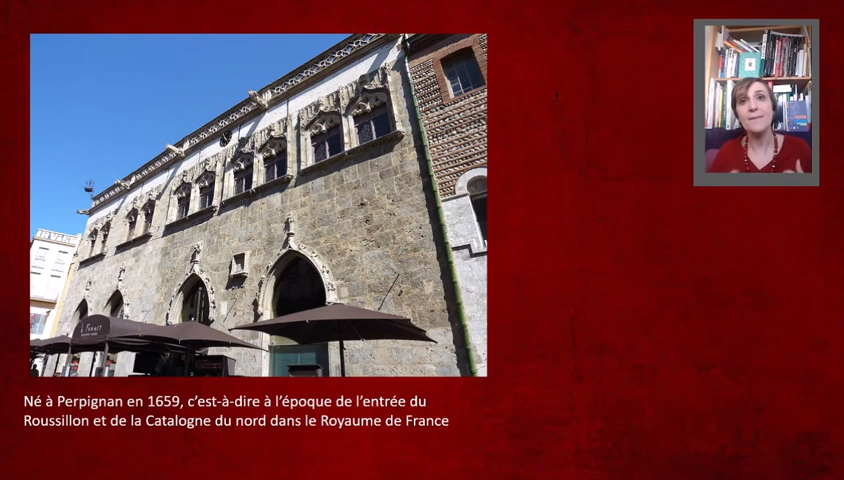 Né à Perpignan en 1659, c'est-à-dire à l'époque de l'entrée du
Roussillon et de la Catalogne du nord dans le Royaume de France